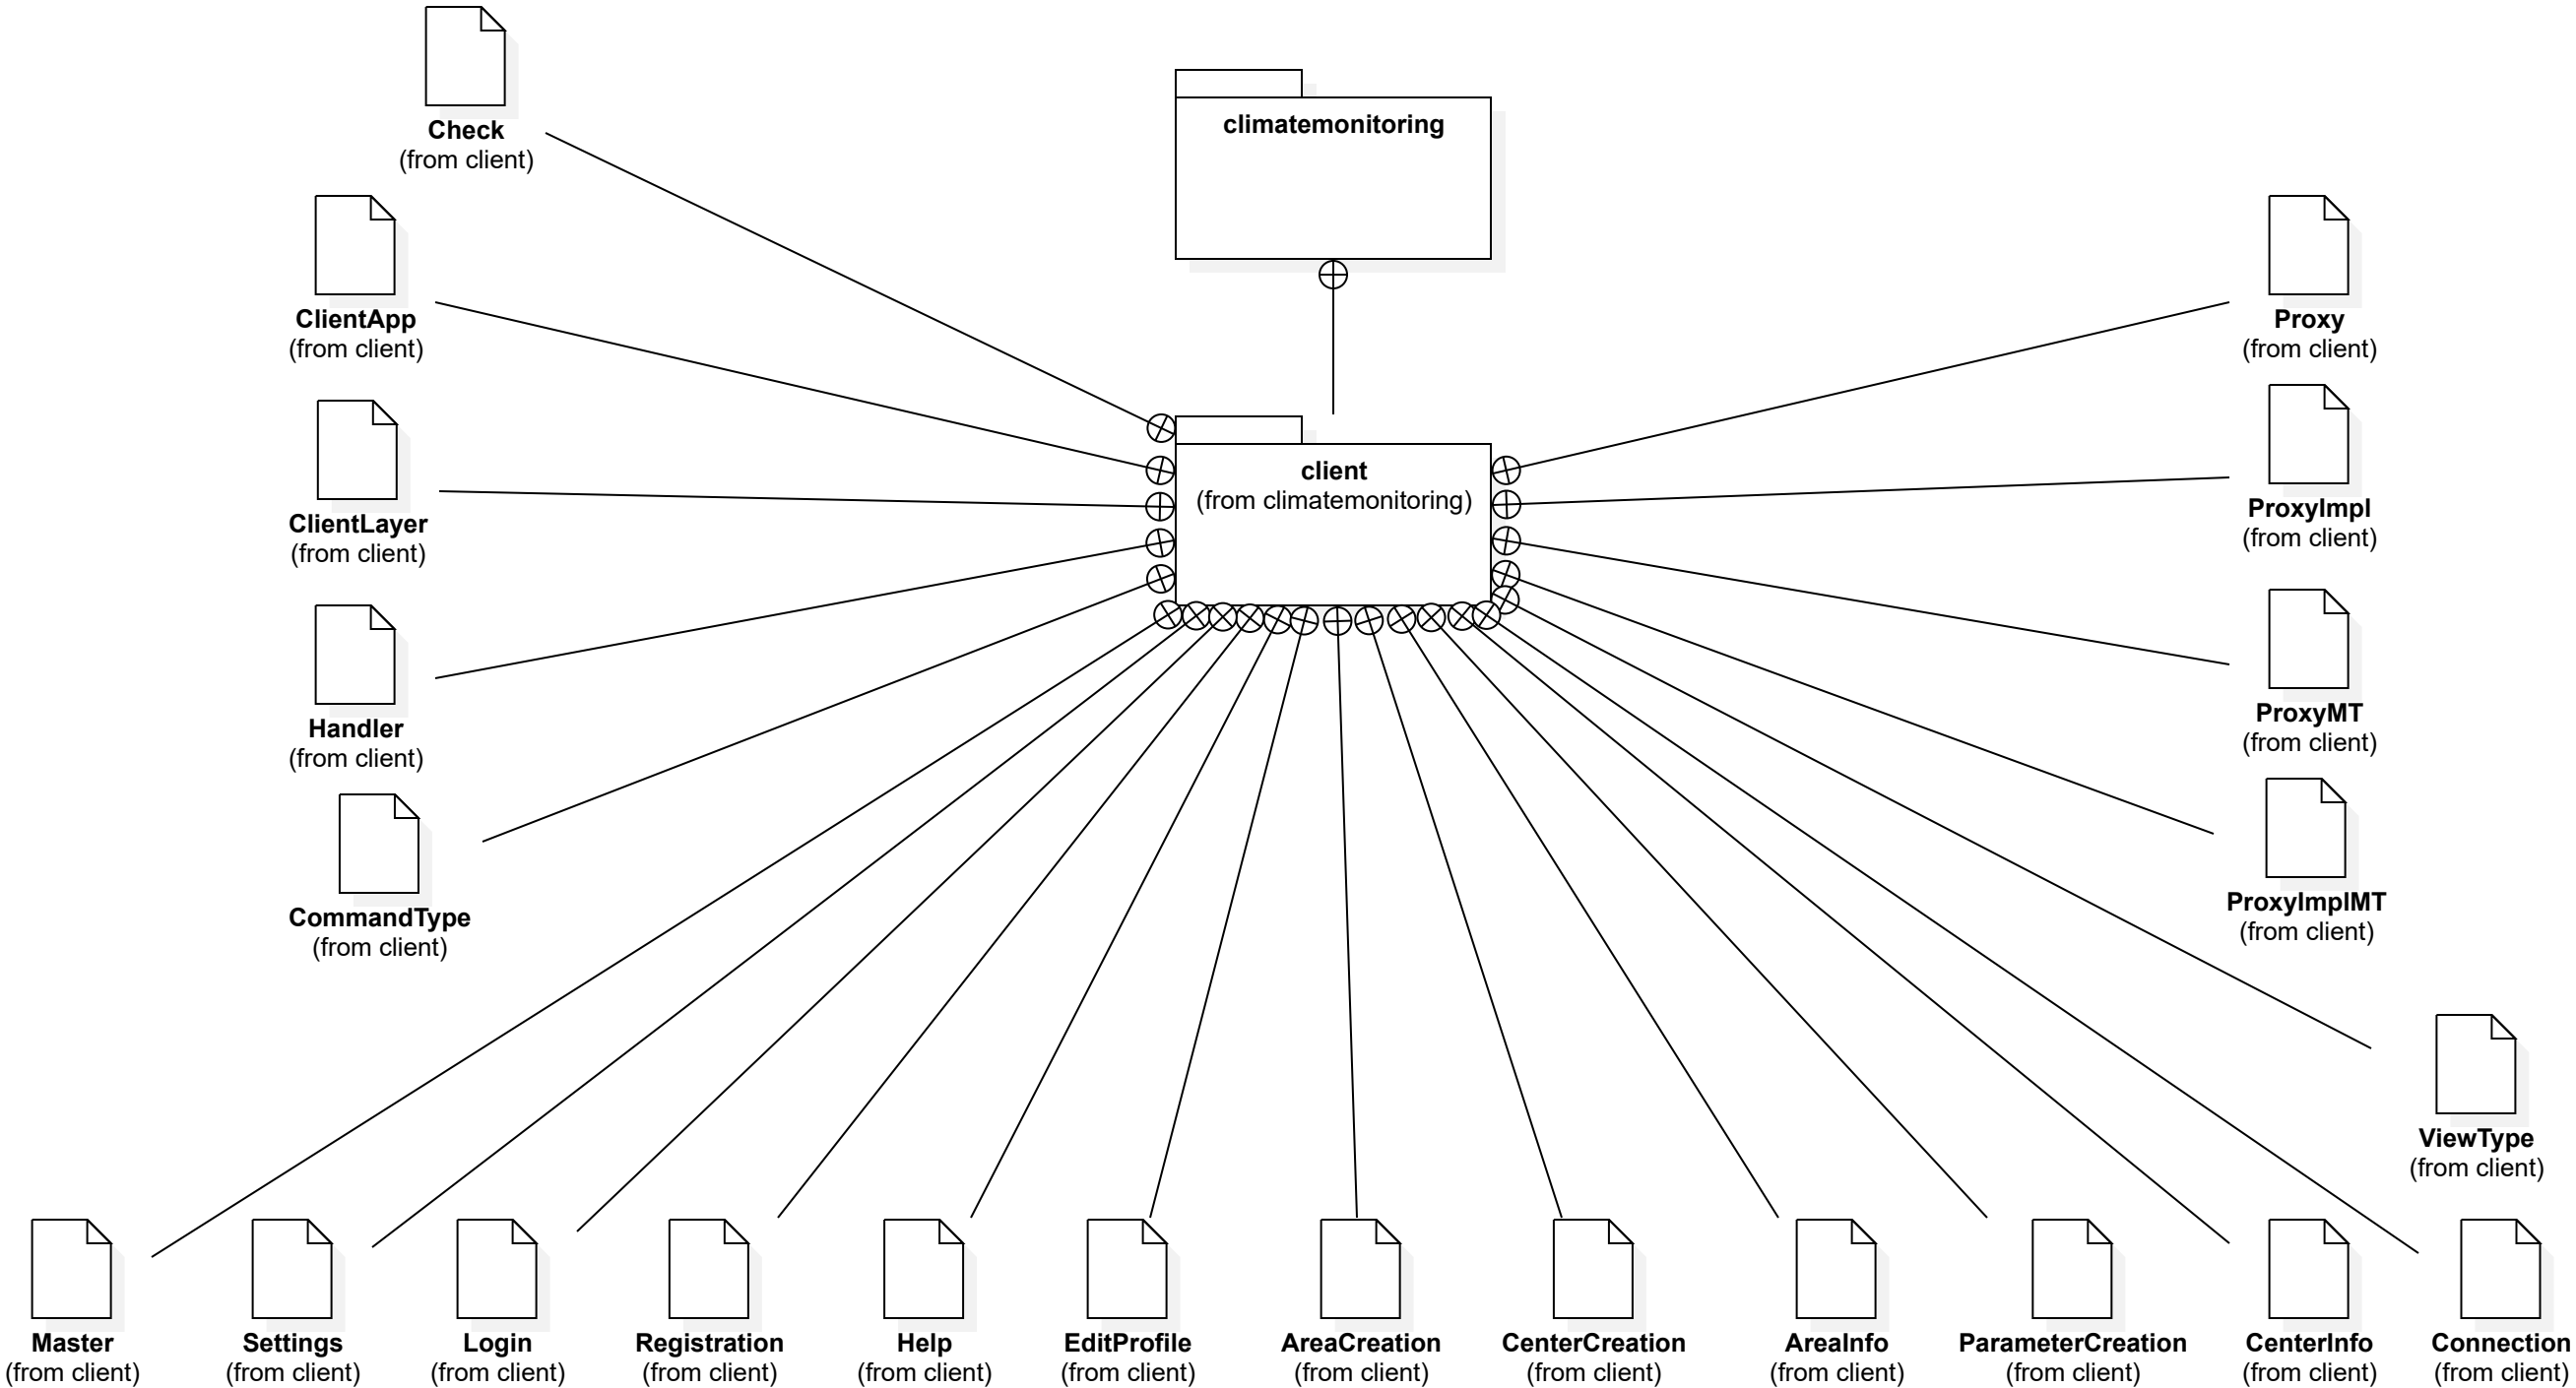 Check
(from client)
climatemonitoring
ClientApp
(from client)
Proxy
(from client)
client
(from climatemonitoring)
ClientLayer
(from client)
ProxyImpl
(from client)
Handler
(from client)
ProxyMT
(from client)
CommandType
(from client)
ProxyImplMT
(from client)
ViewType
(from client)
Master
(from client)
Settings
(from client)
Login
(from client)
Registration
(from client)
Help
(from client)
EditProfile
(from client)
AreaCreation
(from client)
CenterCreation
(from client)
AreaInfo
(from client)
ParameterCreation
(from client)
CenterInfo
(from client)
Connection
(from client)